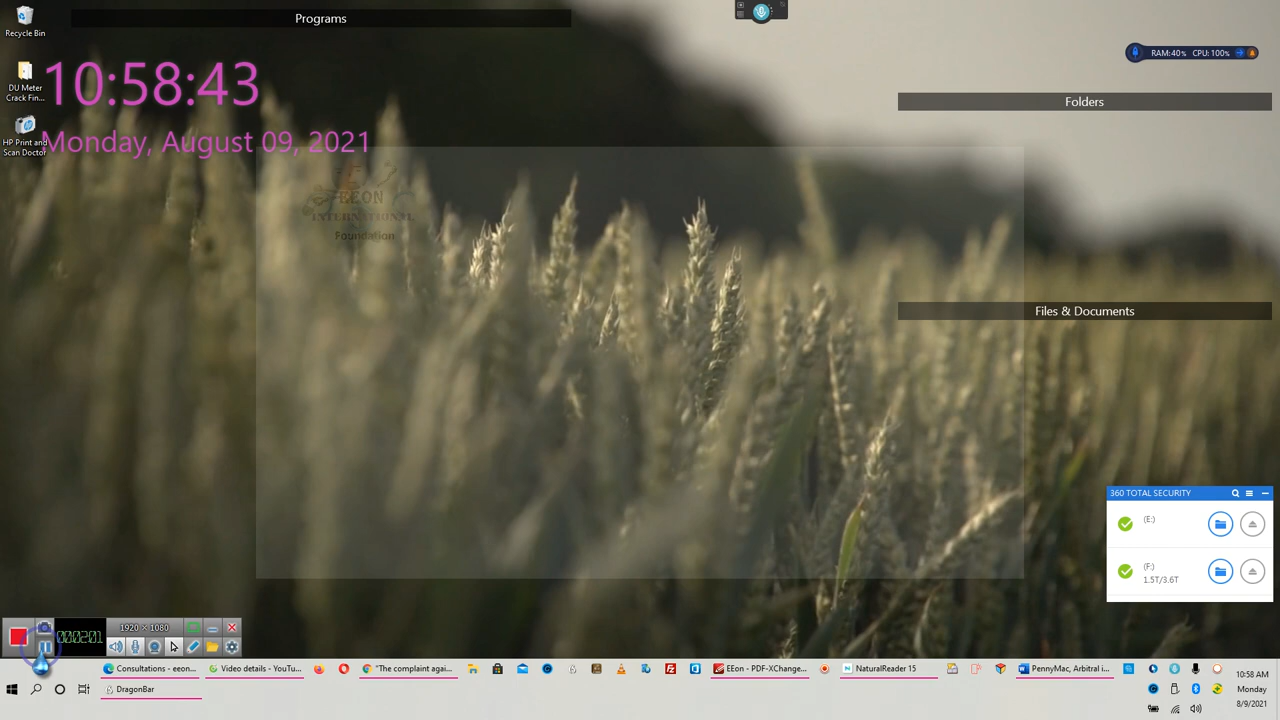 Programs
Recycle Bin
RAM:40% CPU: 100%
DU Meter
Crack Fin...
10:58:43
Folders
HP Print and
Scan Doctor
Monday, August 09, 2021
EEON
INTERNATIONAL
Foundation
Files & Documents
360 TOTAL SECURITY
(E:)
(F:)
1.5T/3.6T
1920 × 1080
000201
Consultations - eeon...
Video details - YouTu...
"The complaint agai...
EEon - PDF-XChange...
NaturalReader 15
PennyMac, Arbitral i...
DragonBar
10:58 AM
Monday
8/9/2021